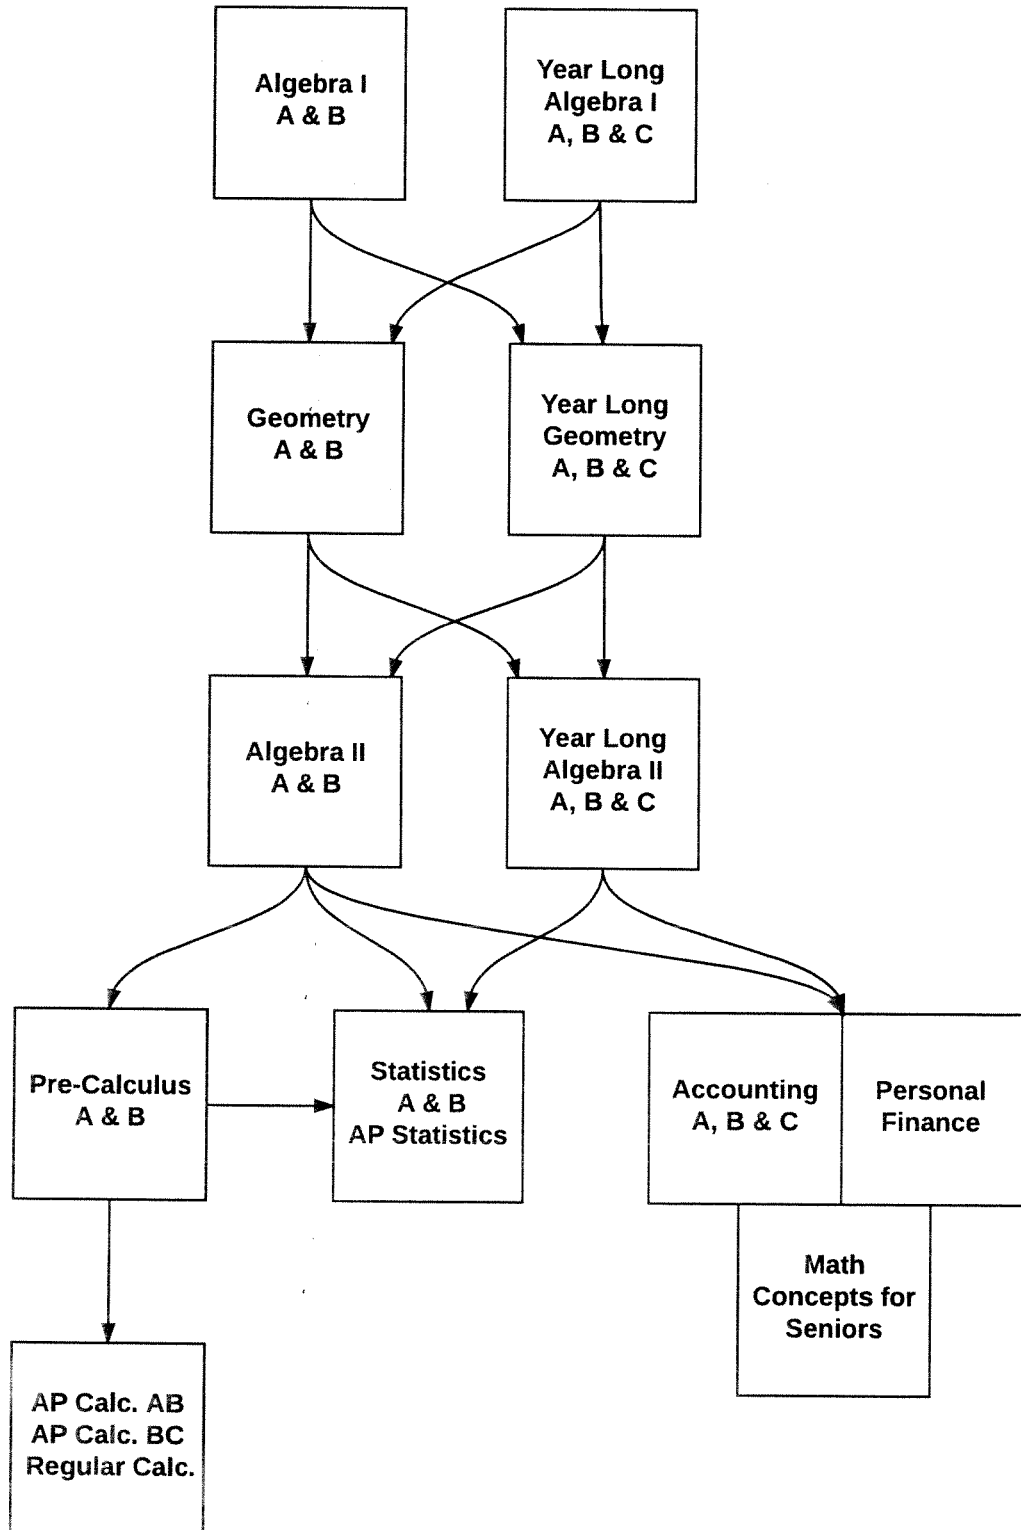 Algebra I
A & B
Year Long
Algebra I
A, B & C
Geometry
A & B
Year Long
Geometry
A, B & C
Algebra II
A & B
Year Long
Algebra II
A, B & C
Pre-Calculus
A & B
Statistics
A & B
AP Statistics
Accounting
A, B & C
Personal
Finance
Math
Concepts for
Seniors
AP Calc. AB
AP Calc. BC
Regular Calc.